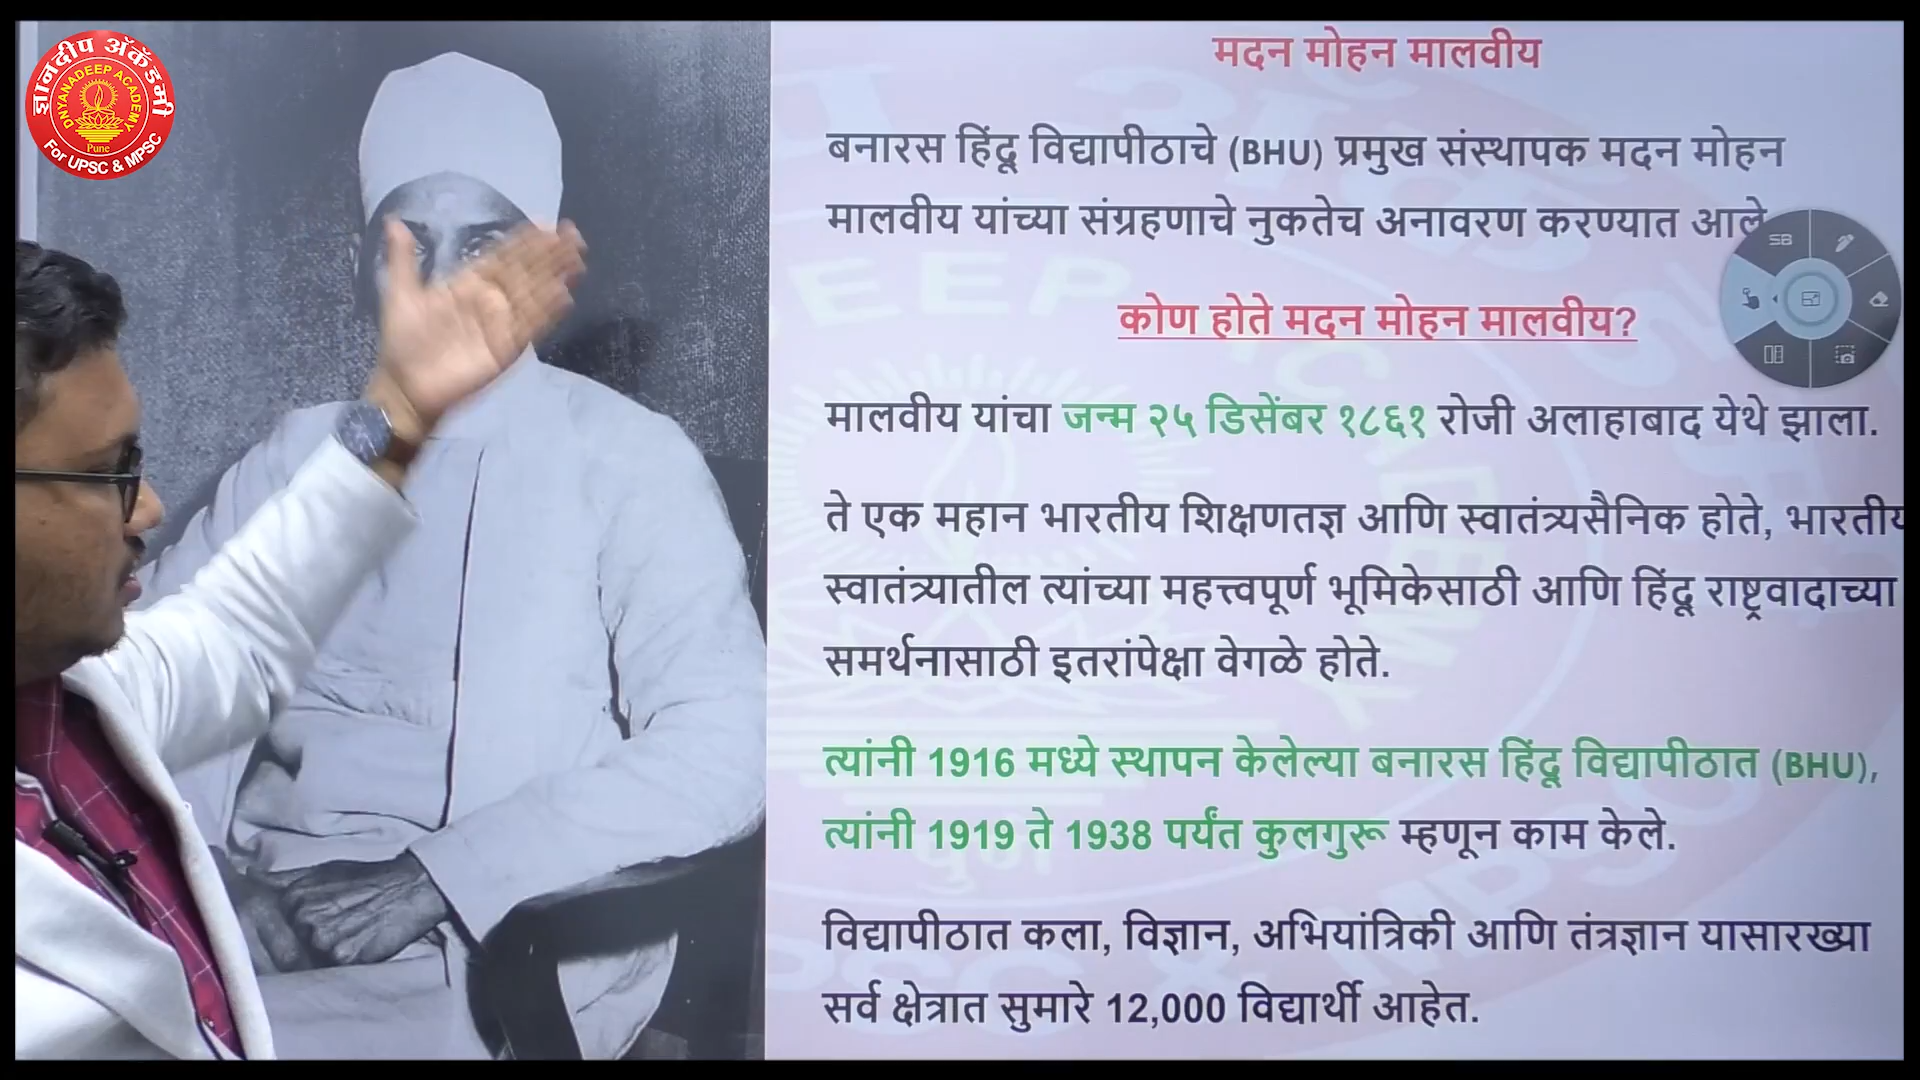 ज्ञानदीप ॲकॅडमी
DNYANADEEP ACADEMY
Pune
For UPSC & MPSC
मदन मोहन मालवीय
बनारस हिंदू विद्यापीठाचे (BHU) प्रमुख संस्थापक मदन मोहन
मालवीय यांच्या संग्रहणाचे नुकतेच अनावरण करण्यात आले
SB
कोण होते मदन मोहन मालवीय?
मालवीय यांचा जन्म २५ डिसेंबर १८६१ रोजी अलाहाबाद येथे झाला.
ते एक महान भारतीय शिक्षणतज्ञ आणि स्वातंत्र्यसैनिक होते, भारतीय
स्वातंत्र्यातील त्यांच्या महत्त्वपूर्ण भूमिकेसाठी आणि हिंदू राष्ट्रवादाच्या
समर्थनासाठी इतरांपेक्षा वेगळे होते.
त्यांनी 1916 मध्ये स्थापन केलेल्या बनारस हिंदू विद्यापीठात (BHU),
त्यांनी 1919 ते 1938 पर्यंत कुलगुरू म्हणून काम केले.
विद्यापीठात कला, विज्ञान, अभियांत्रिकी आणि तंत्रज्ञान यासारख्या
सर्व क्षेत्रात सुमारे 12,000 विद्यार्थी आहेत.